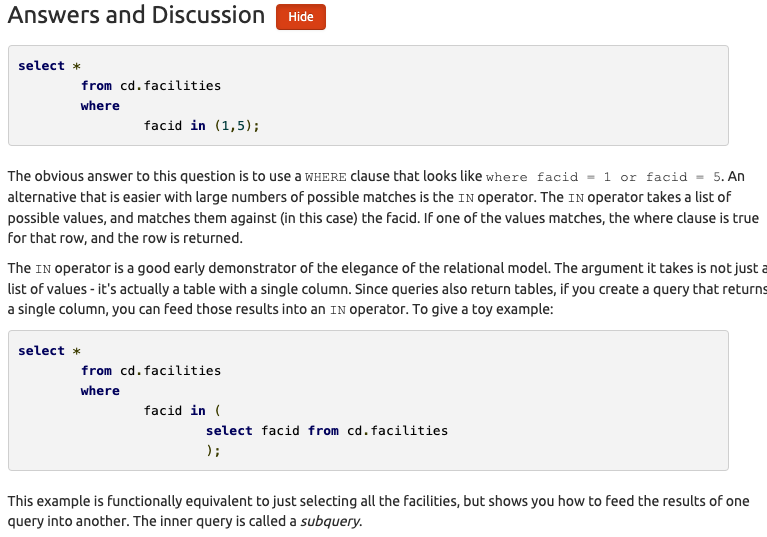 Answers and Discussion Hide
select *
from cd.facilities
where
facid in (1,5);
The obvious answer to this question is to use a WHERE clause that looks like where facid = 1 or facid = 5. An
alternative that is easier with large numbers of possible matches is the IN operator. The IN operator takes a list of
possible values, and matches them against (in this case) the facid. If one of the values matches, the where clause is true
for that row, and the row is returned.
The IN operator is a good early demonstrator of the elegance of the relational model. The argument it takes is not just a
list of values - it's actually a table with a single column. Since queries also return tables, if you create a query that returns
a single column, you can feed those results into an IN operator. To give a toy example:
select *
from cd.facilities
where
facid in (
select facid from cd.facilities
);
This example is functionally equivalent to just selecting all the facilities, but shows you how to feed the results of one
query into another. The inner query is called a subquery.